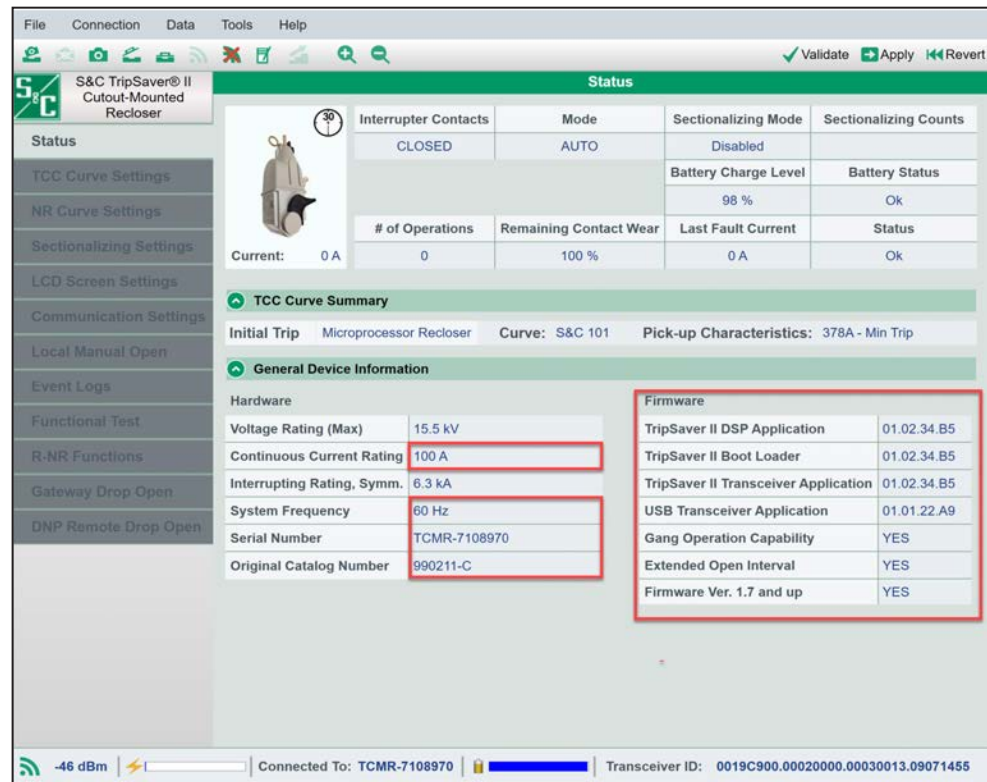 File Connection Data Tools Help
Validate Apply Revert
S&C
S&C TripSaver® II
Cutout-Mounted
Recloser
Status
Status
TCC Curve Settings
NR Curve Settings
Sectionalizing Settings
LCD Screen Settings
Communication Settings
Local Manual Open
Event Logs
Functional Test
R-NR Functions
Gateway Drop Open
DNP Remote Drop Open
30
Interrupter Contacts Mode Sectionalizing Mode Sectionalizing Counts
CLOSED AUTO Disabled
Battery Charge Level Battery Status
98 % Ok
# of Operations Remaining Contact Wear Last Fault Current Status
Current: 0 A 0 100 % 0 A Ok
TCC Curve Summary
Initial Trip Microprocessor Recloser Curve: S&C 101 Pick-up Characteristics: 378A - Min Trip
General Device Information
Hardware
Voltage Rating (Max) 15.5 kV
Continuous Current Rating 100 A
Interrupting Rating, Symm. 6.3 kA
System Frequency 60 Hz
Serial Number TCMR-7108970
Original Catalog Number 990211-C
Firmware
TripSaver II DSP Application 01.02.34.B5
TripSaver II Boot Loader 01.02.34.B5
TripSaver II Transceiver Application 01.02.34.B5
USB Transceiver Application 01.01.22.A9
Gang Operation Capability YES
Extended Open Interval YES
Firmware Ver. 1.7 and up YES
-46 dBm Connected To: TCMR-7108970 Transceiver ID: 0019C900.00020000.00030013.09071455